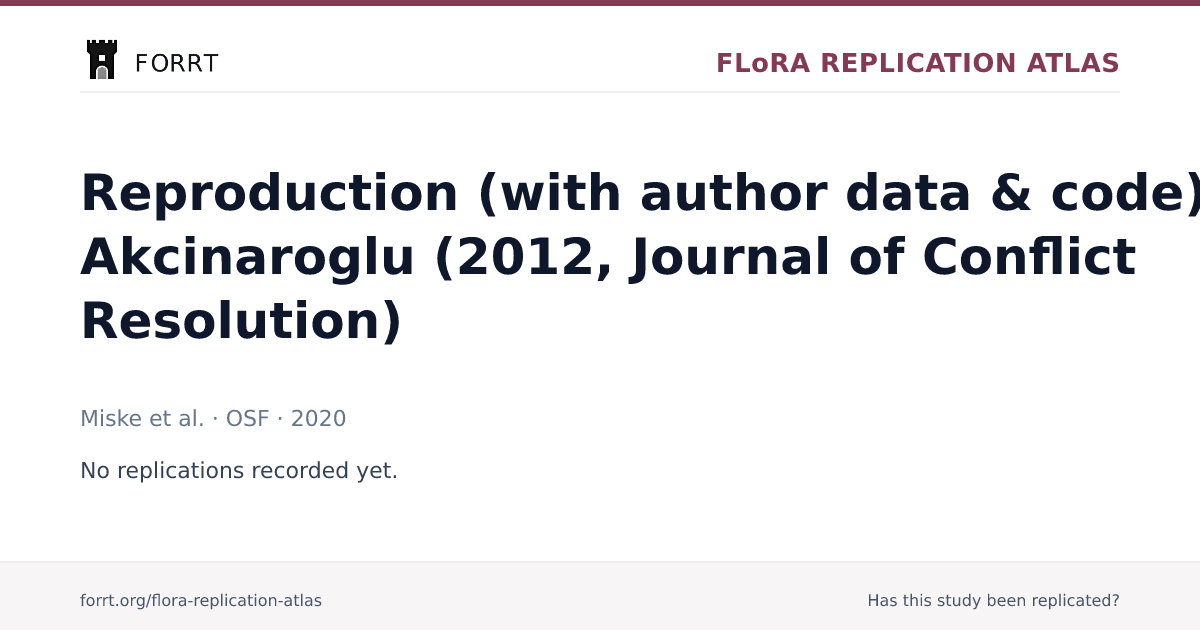 FORRT
FLoRA REPLICATION ATLAS
Reproduction (with author data & code)
Akcinaroglu (2012, Journal of Conflict
Resolution)
Miske et al. · OSF · 2020
No replications recorded yet.
forrt.org/flora-replication-atlas
Has this study been replicated?